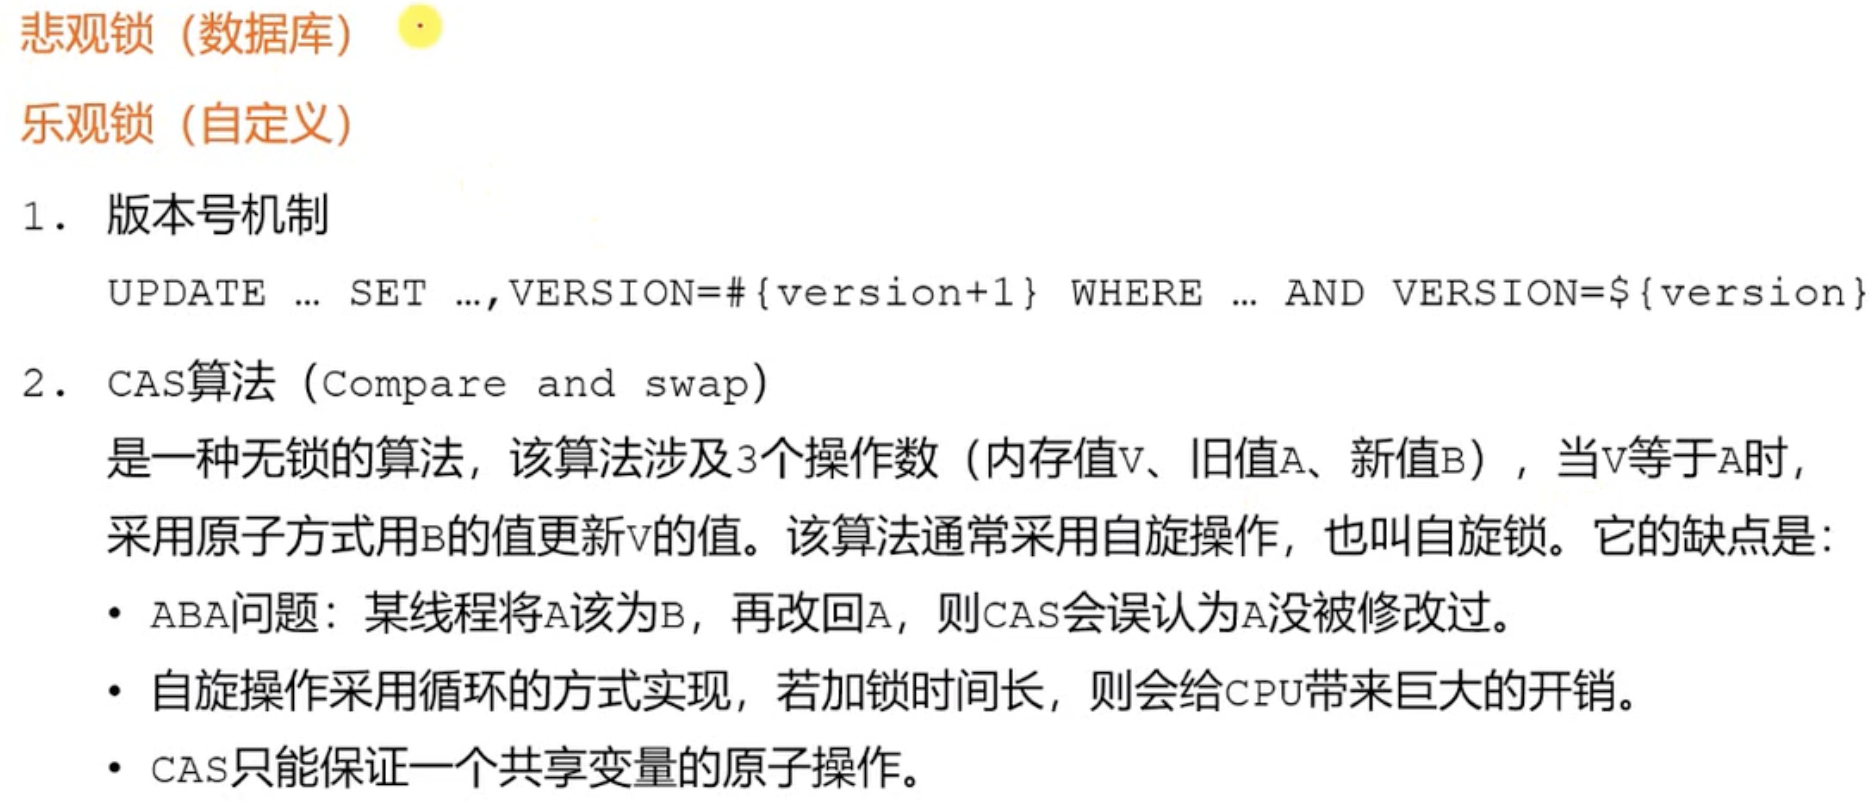 悲观锁（数据库）
乐观锁（自定义）
1. 版本号机制
UPDATE … SET …,VERSION=#{version+1} WHERE … AND VERSION=${version}
2. CAS算法（Compare and swap）
是一种无锁的算法，该算法涉及3个操作数（内存值V、旧值A、新值B），当V等于A时，
采用原子方式用B的值更新V的值。该算法通常采用自旋操作，也叫自旋锁。它的缺点是：
• ABA问题：某线程将A该为B，再改回A，则CAS会误认为A没被修改过。
• 自旋操作采用循环的方式实现，若加锁时间长，则会给CPU带来巨大的开销。
• CAS只能保证一个共享变量的原子操作。